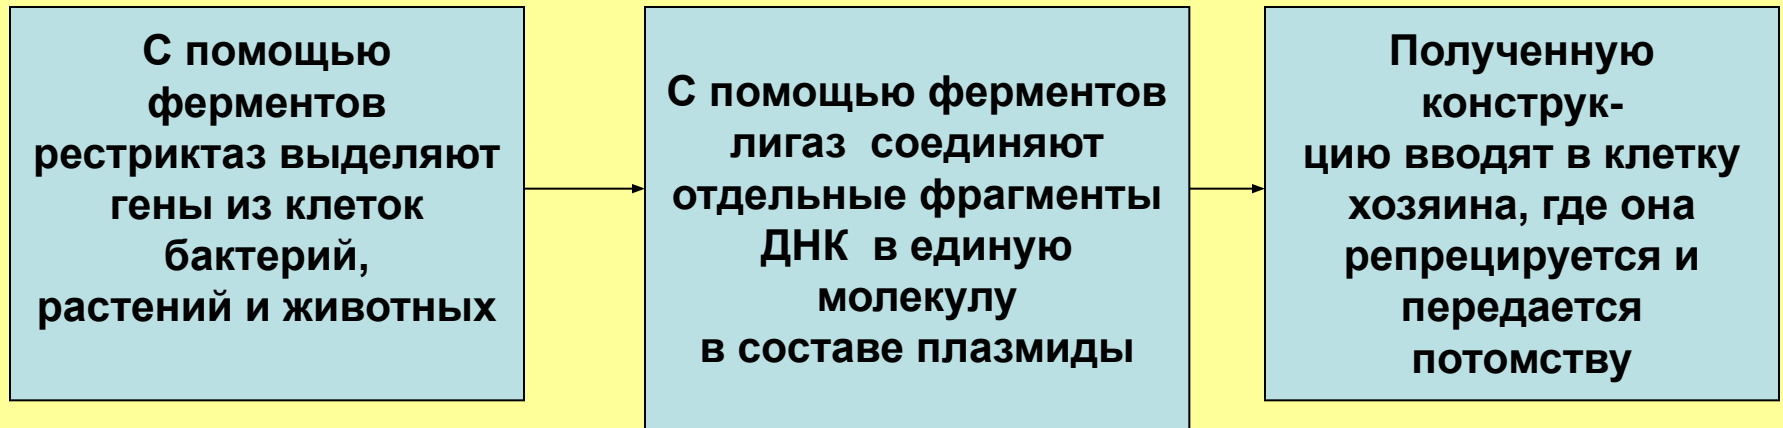 С помощью
ферментов
рестриктаз выделяют
гены из клеток
бактерий,
растений и животных
С помощью ферментов
лигаз соединяют
отдельные фрагменты
ДНК в единую
молекулу
в составе плазмиды
Полученную
конструк-
цию вводят в клетку
хозяина, где она
репрецируется и
передается
потомству